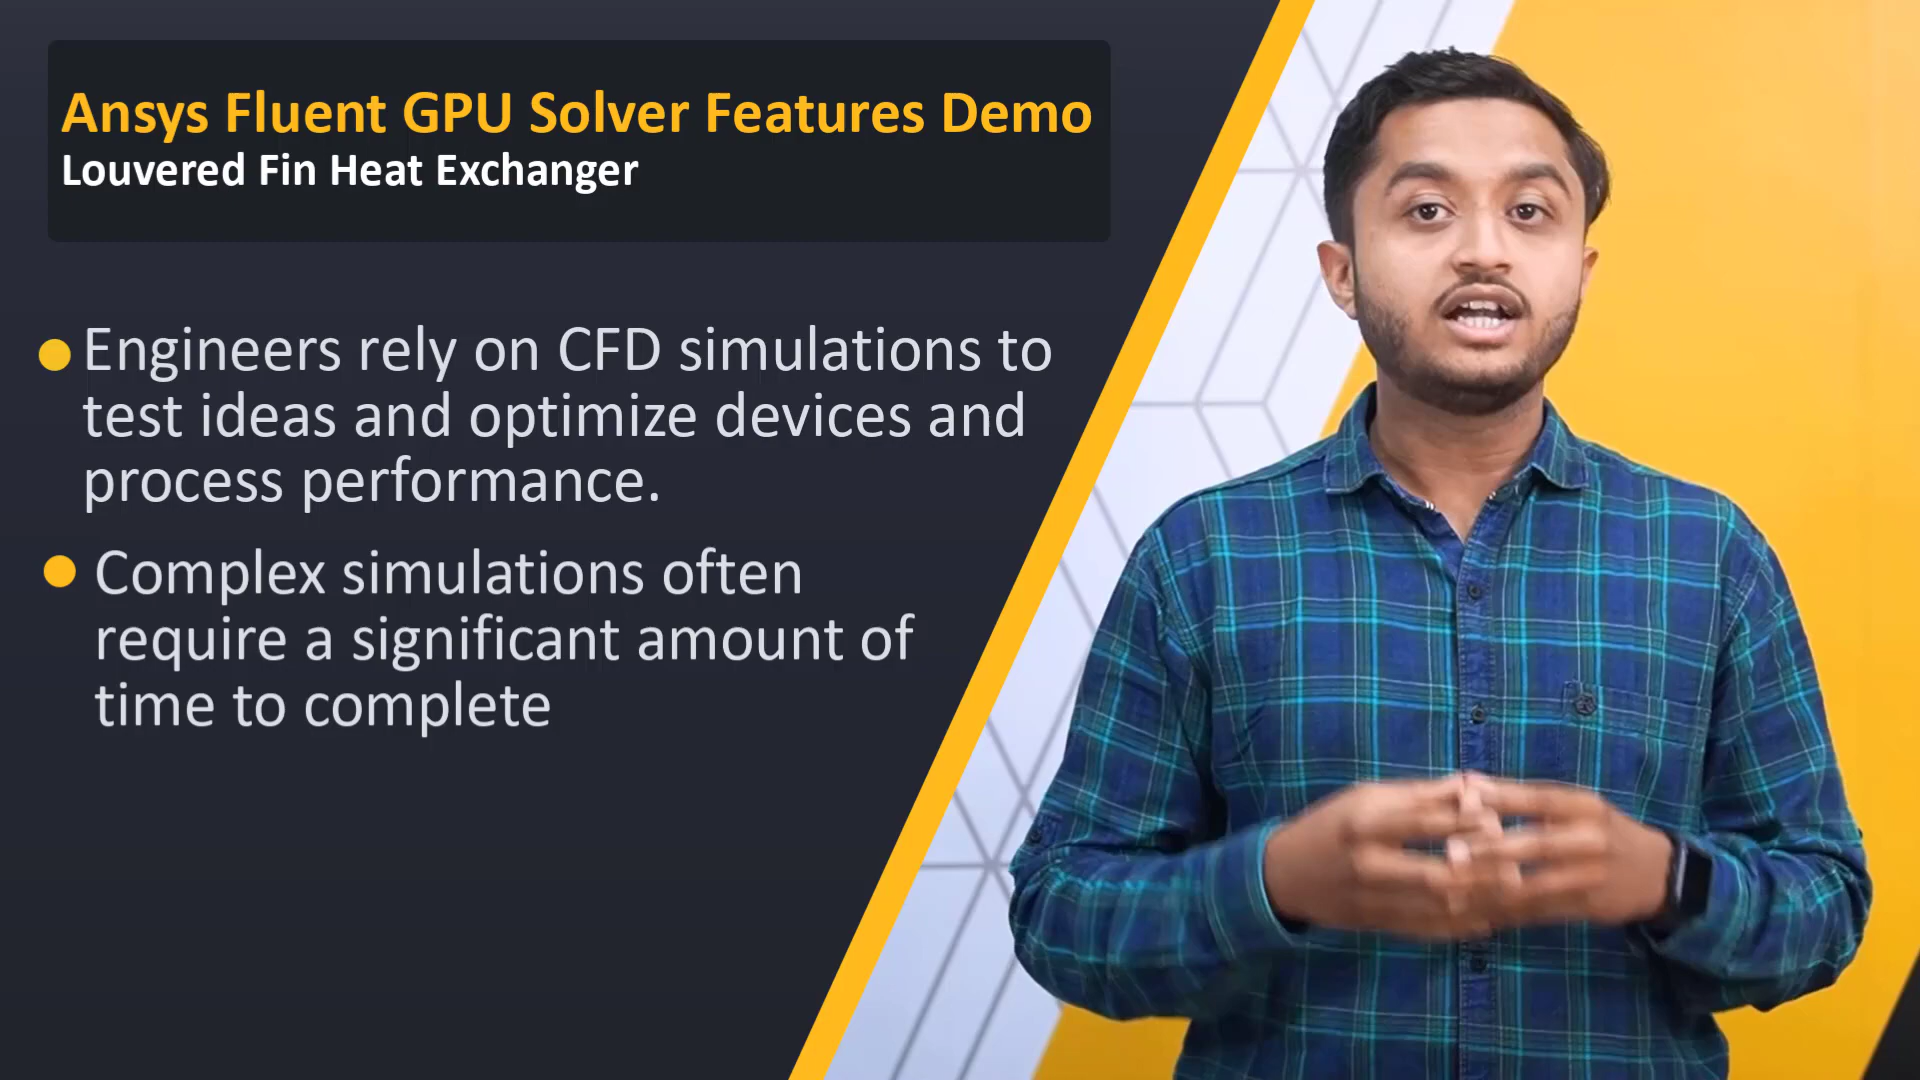 Ansys Fluent GPU Solver Features Demo
Louvered Fin Heat Exchanger
Engineers rely on CFD simulations to
test ideas and optimize devices and
process performance.
Complex simulations often
require a significant amount of
time to complete